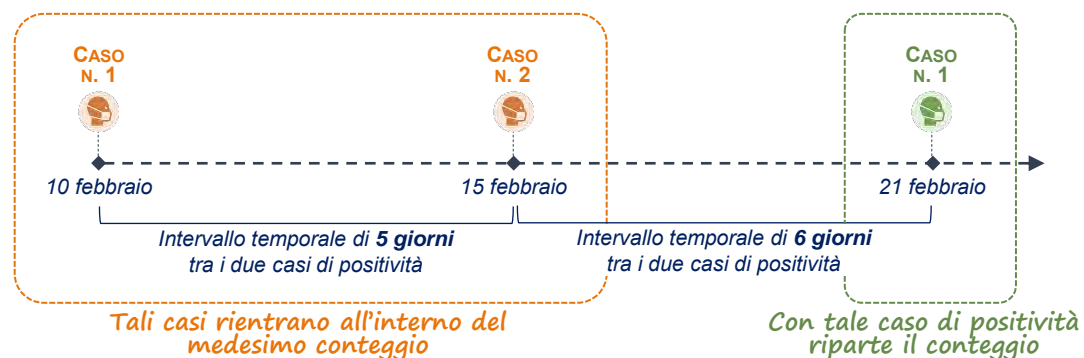 CASO
N. 1
CASO
N. 2
CASO
N. 1
10 febbraio
15 febbraio
21 febbraio
Intervallo temporale di 5 giorni
tra i due casi di positività
Intervallo temporale di 6 giorni
tra i due casi di positività
Tali casi rientrano all'interno del
medesimo conteggio
Con tale caso di positività
riparte il conteggio